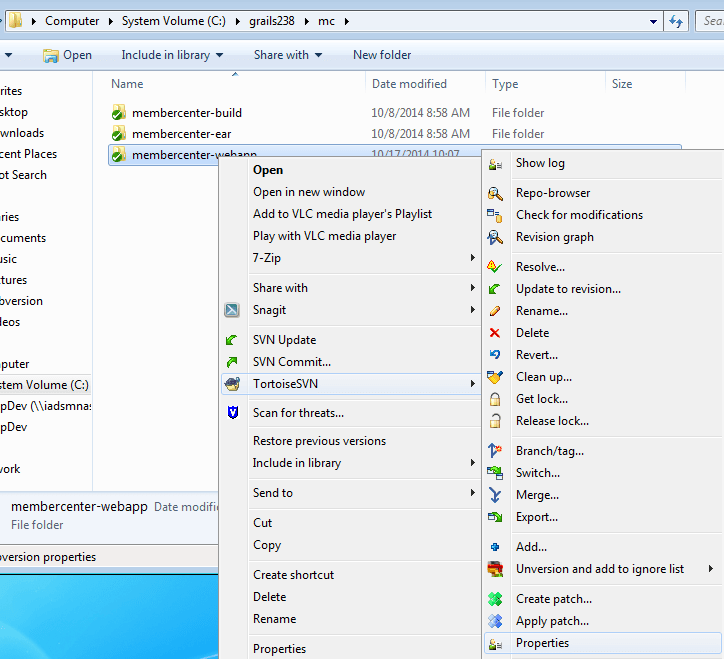 Computer System Volume (C:) grails238 mc
Sea
Open Include in library Share with New folder
Name Date modified Type Size
membercenter-build 10/8/2014 8:58 AM File folder
membercenter-ear 10/8/2014 8:58 AM File folder
membercenter-webapp 10/17/2014 10:07
rites
sktop
wnloads
cent Places
ot Search
ries
cuments
usic
tures
bversion
deos
puter
stem Volume (C:)
pDev (\\iadsmnas
pDev
work
membercenter-webapp Date modifie
File folder
oversion properties
Open
Open in new window
Add to VLC media player's Playlist
Play with VLC media player
7-Zip
Share with
Snagit
SVN Update
SVN Commit...
TortoiseSVN
Scan for threats...
Restore previous versions
Include in library
Send to
Cut
Copy
Create shortcut
Delete
Rename
Properties
Show log
Repo-browser
Check for modifications
Revision graph
Resolve...
Update to revision...
Rename...
Delete
Revert...
Clean up...
Get lock...
Release lock...
Branch/tag...
Switch...
Merge...
Export...
Add...
Unversion and add to ignore list
Create patch...
Apply patch...
Properties